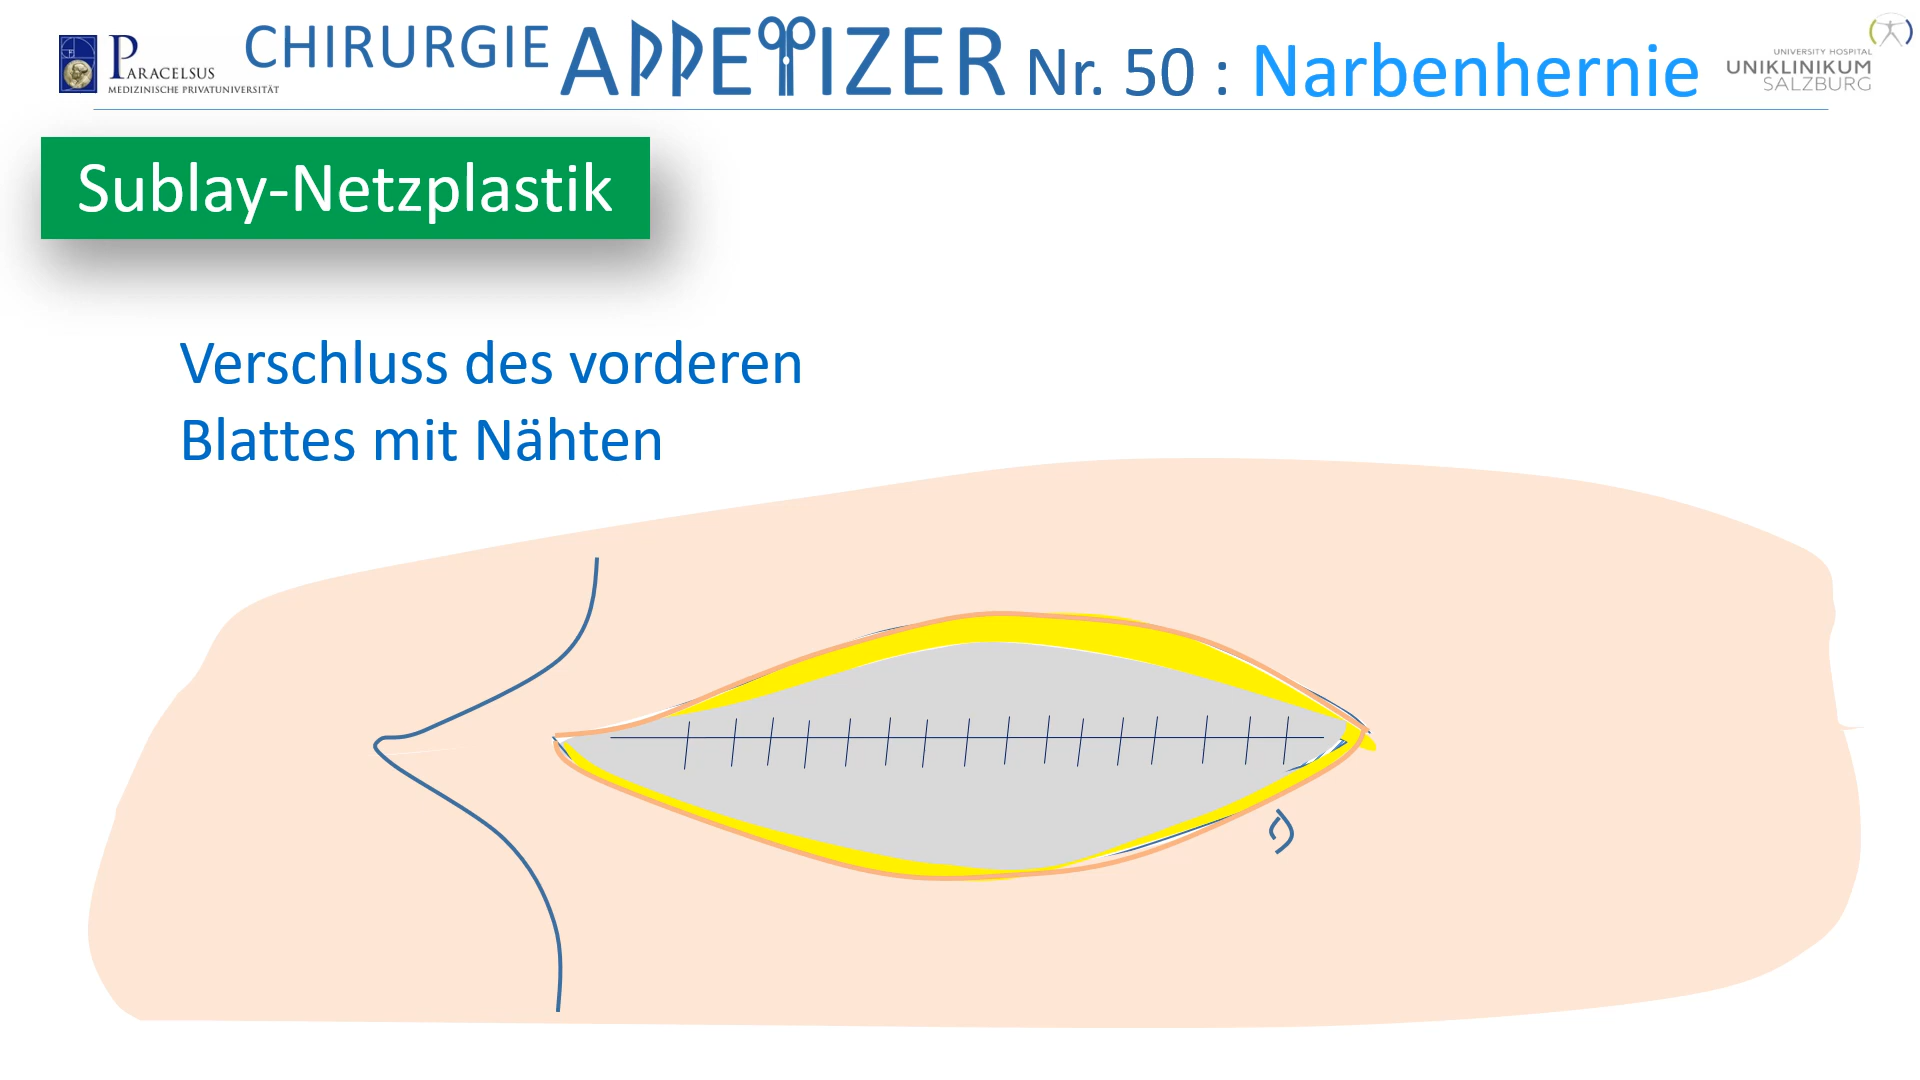 PARACELSUS
MEDIZINISCHE PRIVATUNIVERSITÄT
CHIRURGIE APPETIZER Nr. 50 : Narbenhernie
UNIVERSITY HOSPITAL
UNIKLINIKUM
SALZBURG
Sublay-Netzplastik
Verschluss des vorderen
Blattes mit Nähten